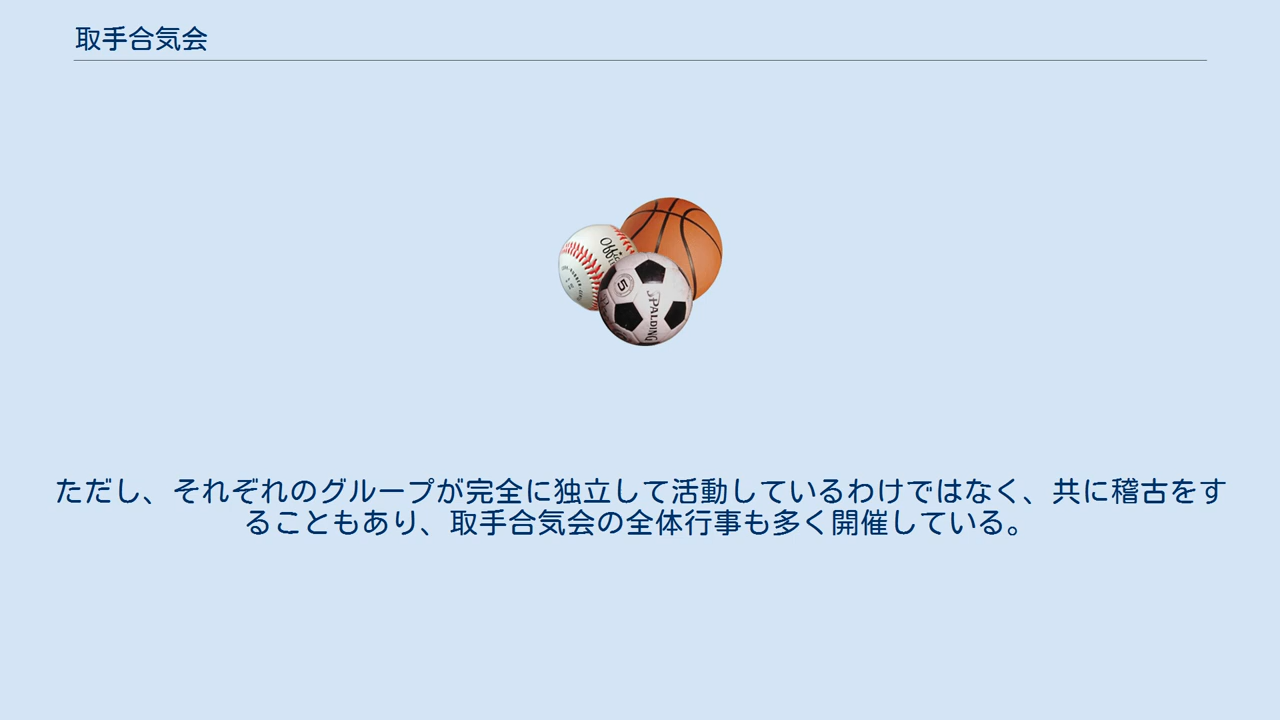 取手合気会
Offic
5
SPALDING
ただし、それぞれのグループが完全に独立して活動しているわけではなく、共に稽古をす
ることもあり、取手合気会の全体行事も多く開催している。